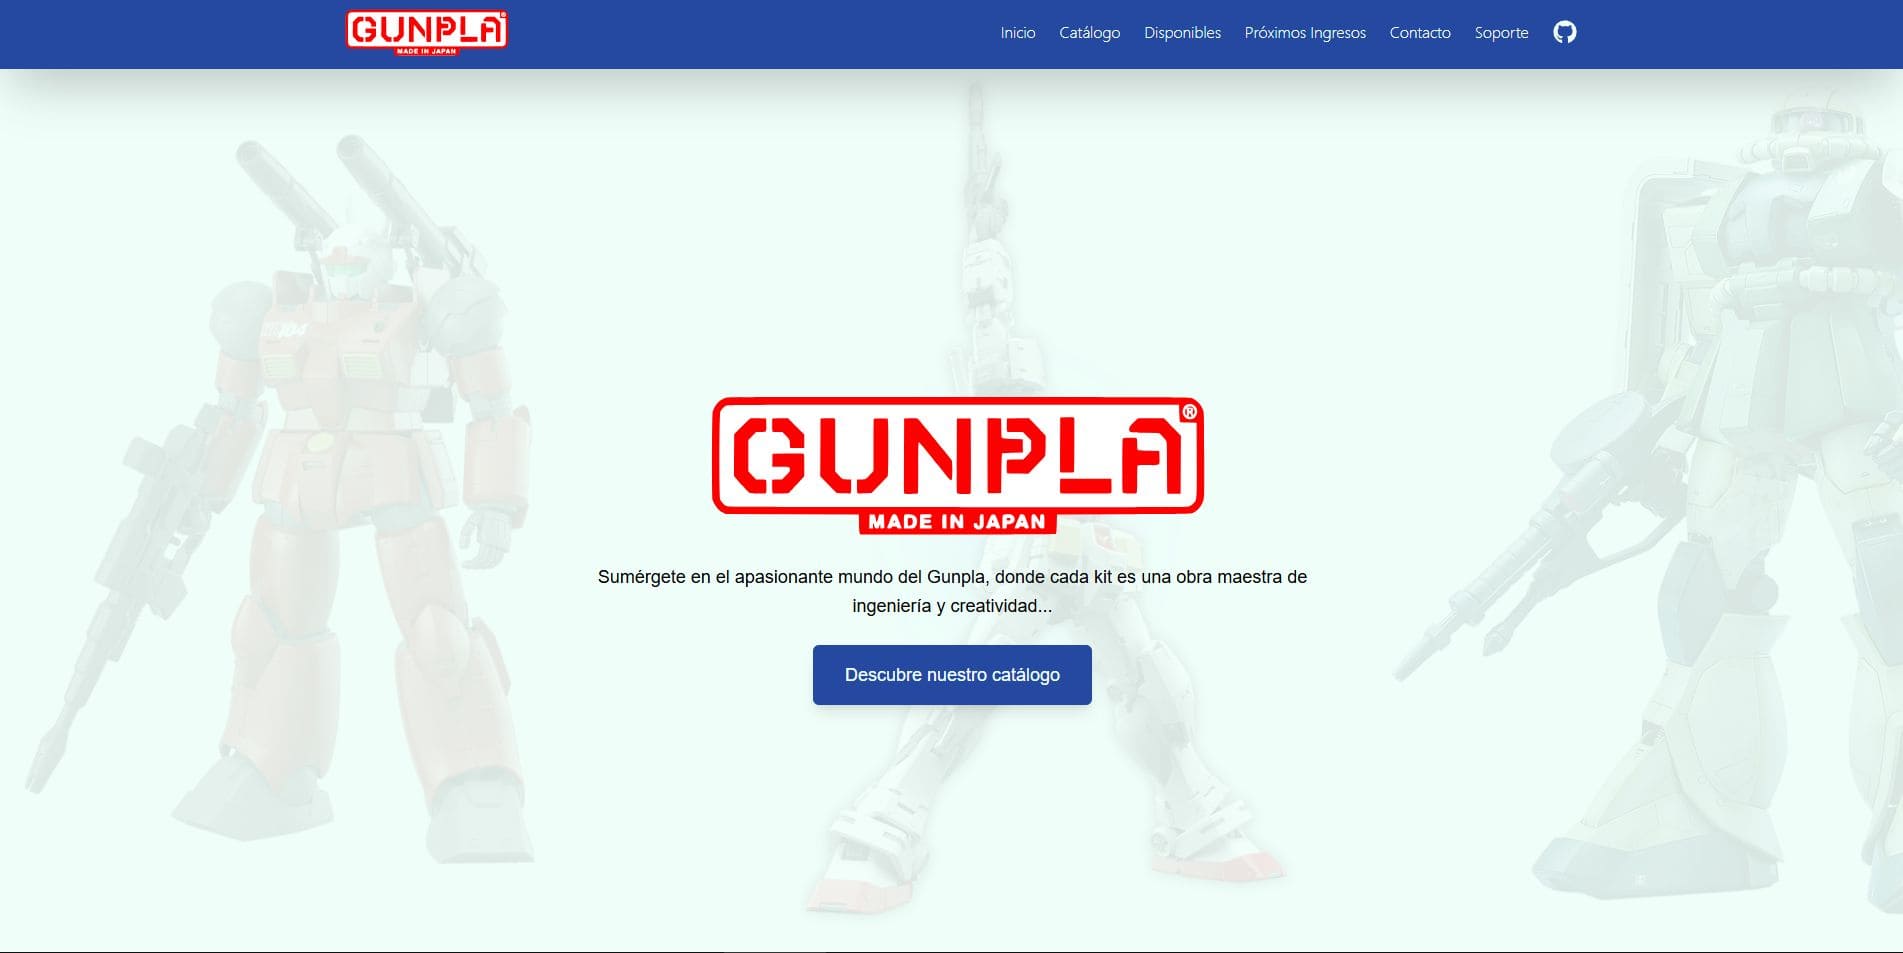 GUNPLA
MADE IN JAPAN
Inicio Catálogo Disponibles Próximos Ingresos Contacto Soporte
GUNPLA®
MADE IN JAPAN
Sumérgete en el apasionante mundo del Gunpla, donde cada kit es una obra maestra de
ingeniería y creatividad...
Descubre nuestro catálogo